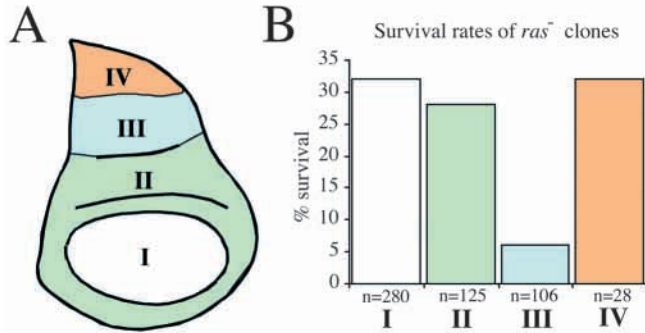 A
IV
III
II
I
B
Survival rates of ras⁻ clones
% survival
35
30
25
20
15
10
5
0
n=280 n=125 n=106 n=28
I II III IV